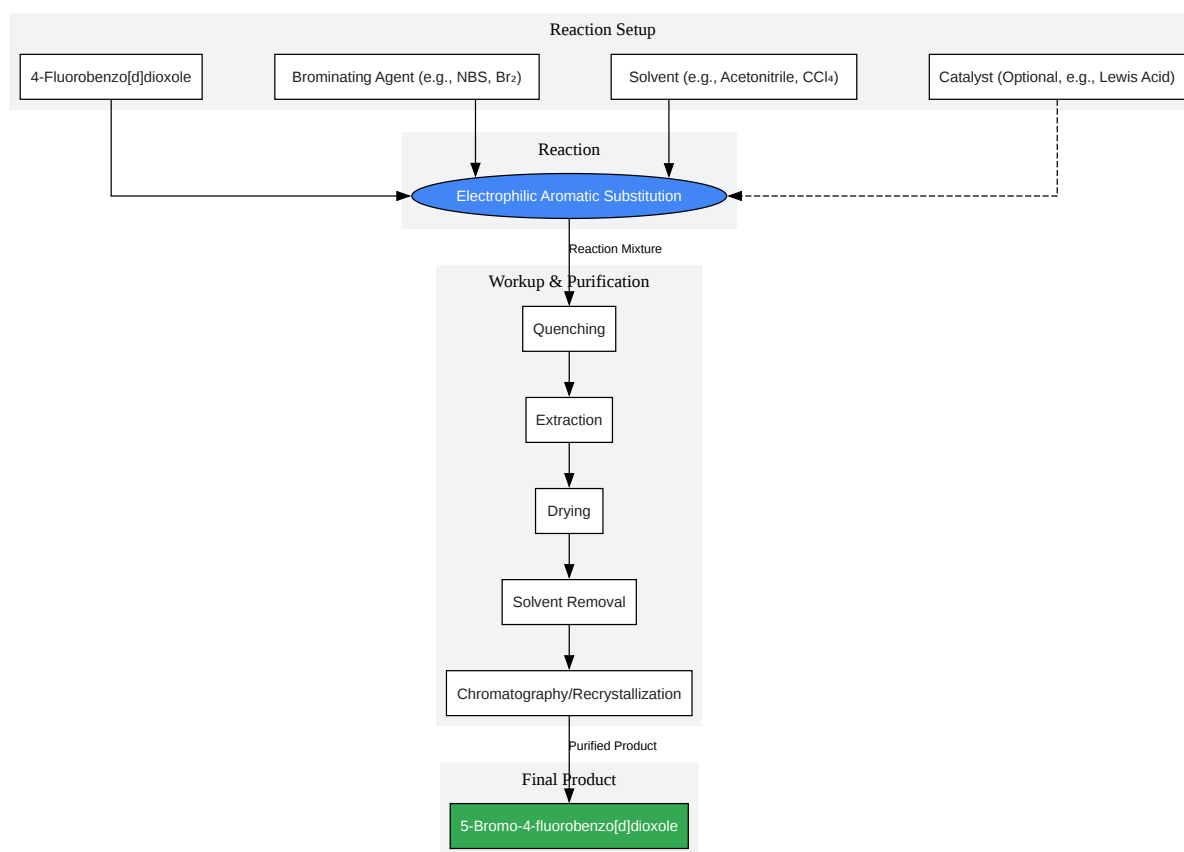 Reaction Setup
4-Fluorobenzo[d]dioxole
Brominating Agent (e.g., NBS, Br₂)
Solvent (e.g., Acetonitrile, CCl₄)
Catalyst (Optional, e.g., Lewis Acid)
Reaction
Electrophilic Aromatic Substitution
Reaction Mixture
Workup & Purification
Quenching
Extraction
Drying
Solvent Removal
Chromatography/Recrystallization
Purified Product
Final Product
5-Bromo-4-fluorobenzo[d]dioxole